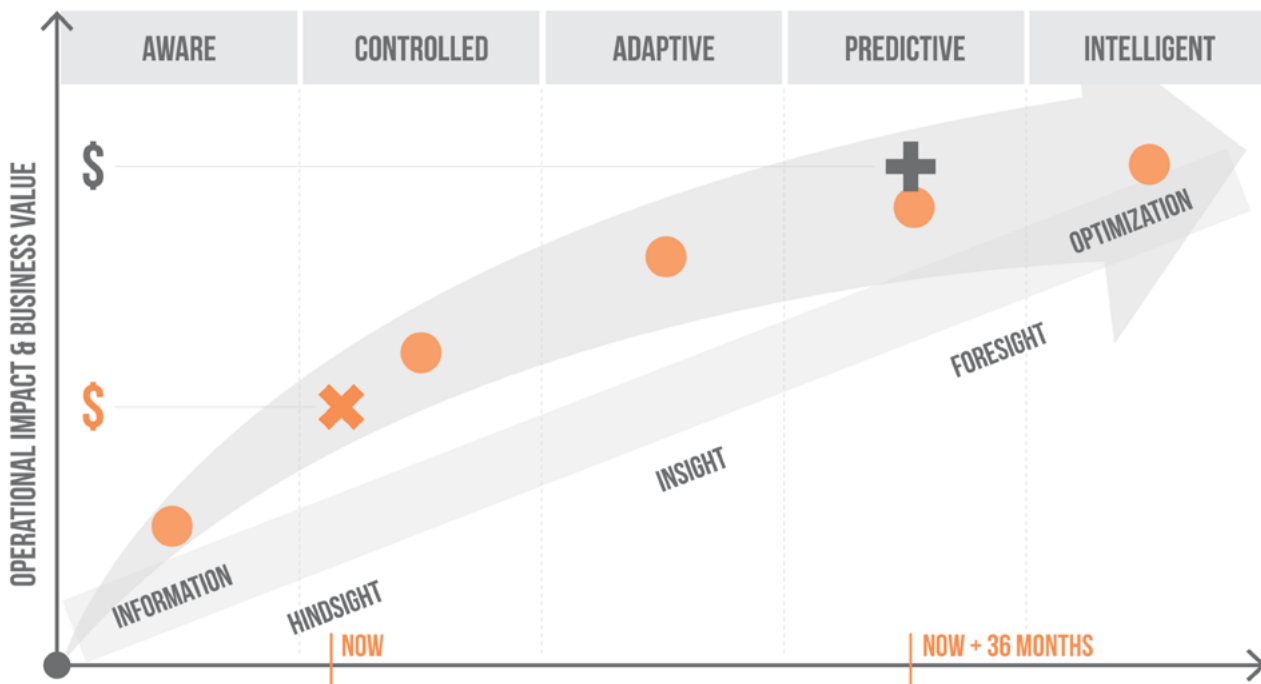 AWARE
CONTROLLED
ADAPTIVE
PREDICTIVE
INTELLIGENT
OPERATIONAL IMPACT & BUSINESS VALUE
$
$
INFORMATION
HINDSIGHT
INSIGHT
FORESIGHT
OPTIMIZATION
NOW
NOW + 36 MONTHS